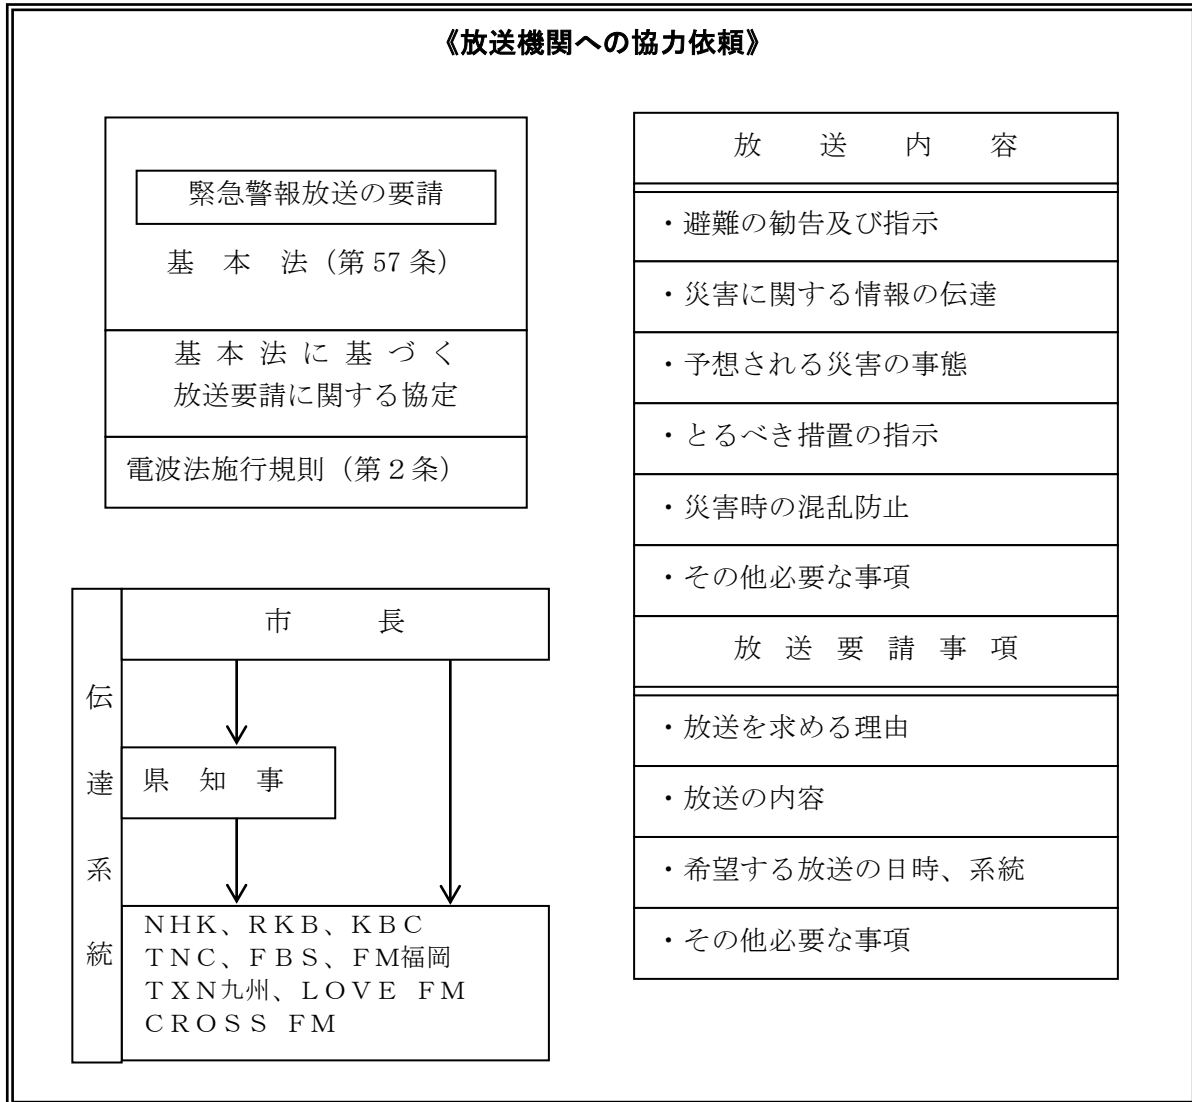 《放送機関への協力依頼》
緊急警報放送の要請
基 本 法（第 57 条）
基 本 法 に 基 づ く
放送要請に関する協定
電波法施行規則（第２条）
伝達系統
市 長
県 知 事
ＮＨＫ、ＲＫＢ、ＫＢＣ
ＴＮＣ、ＦＢＳ、ＦＭ福岡
ＴＸＮ九州、ＬＯＶＥ ＦＭ
ＣＲＯＳＳ ＦＭ
放 送 内 容
・避難の勧告及び指示
・災害に関する情報の伝達
・予想される災害の事態
・とるべき措置の指示
・災害時の混乱防止
・その他必要な事項
放 送 要 請 事 項
・放送を求める理由
・放送の内容
・希望する放送の日時、系統
・その他必要な事項